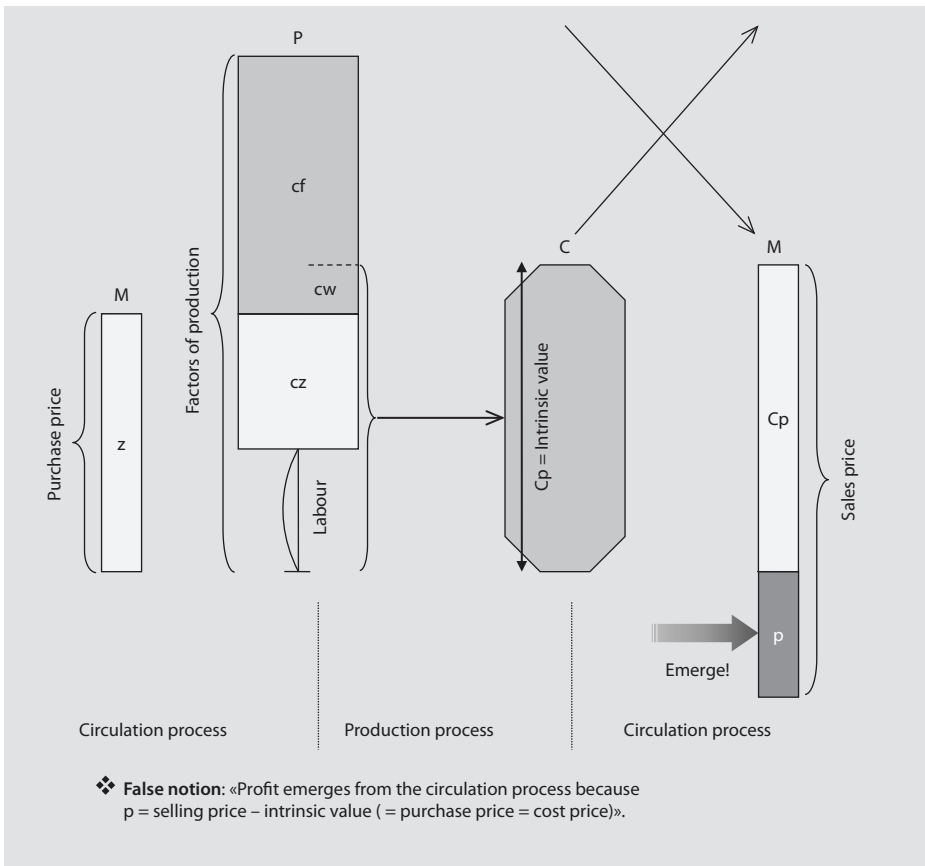 P
cf
cw
cz
Factors of production
Labour
M
z
Purchase price
C
Cp = Intrinsic value
M
Cp
p
Sales price
Emerge!
Circulation process
Production process
Circulation process
False notion: «Profit emerges from the circulation process because
p = selling price – intrinsic value ( = purchase price = cost price)».